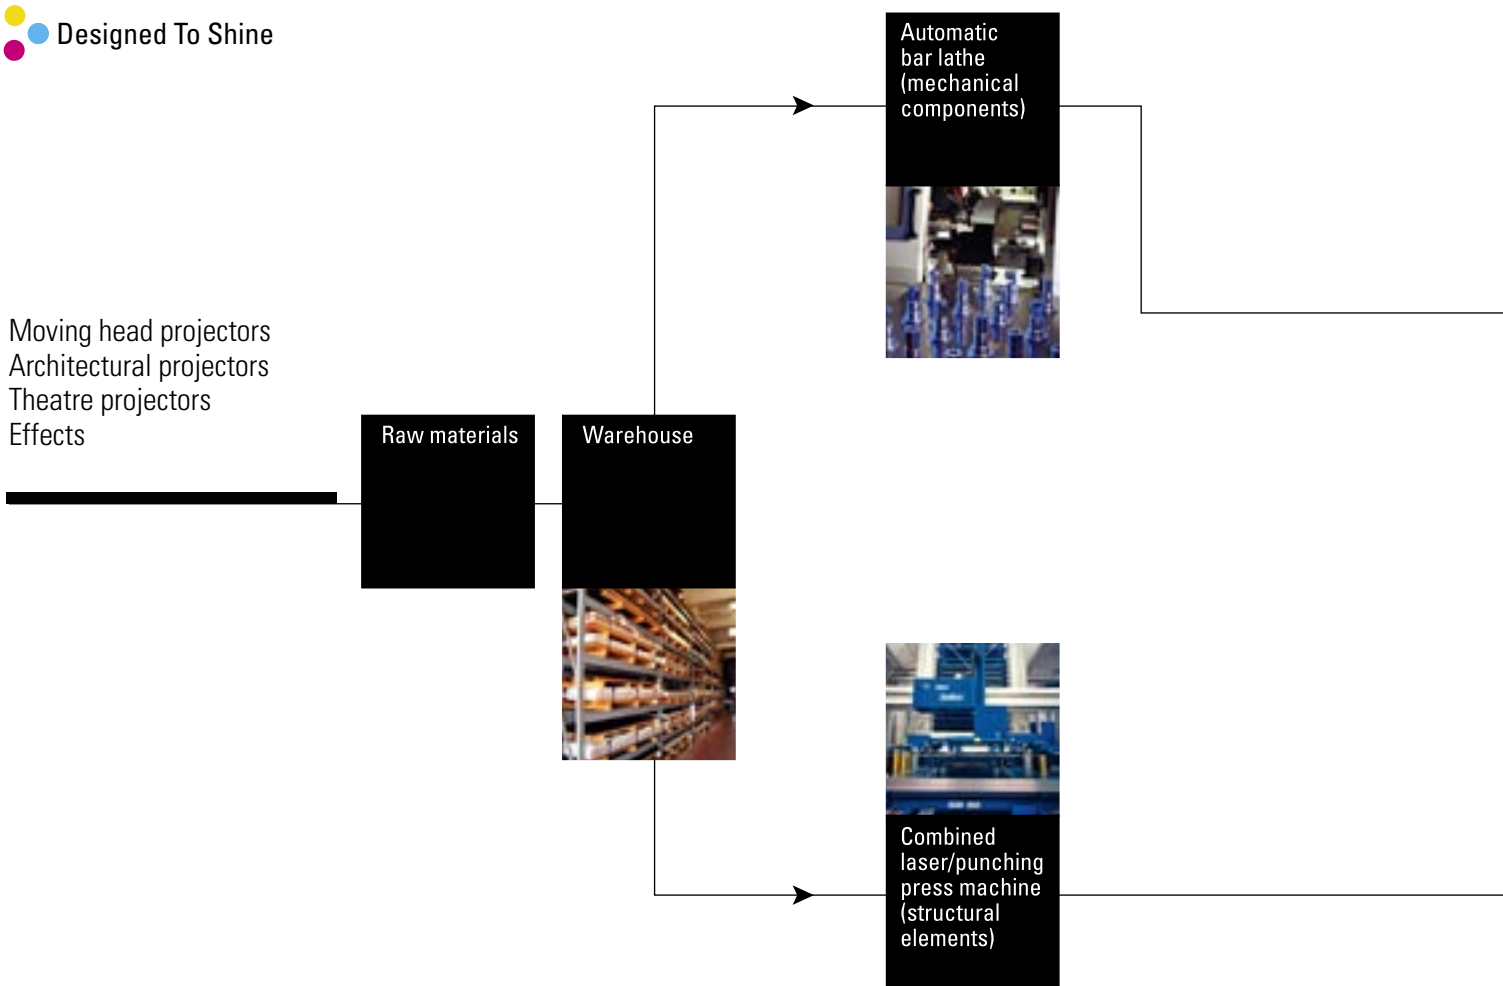 Designed To Shine
Automatic
bar lathe
(mechanical
components)
Moving head projectors
Architectural projectors
Theatre projectors
Effects
Raw materials
Warehouse
Combined
laser/punching
press machine
(structural
elements)